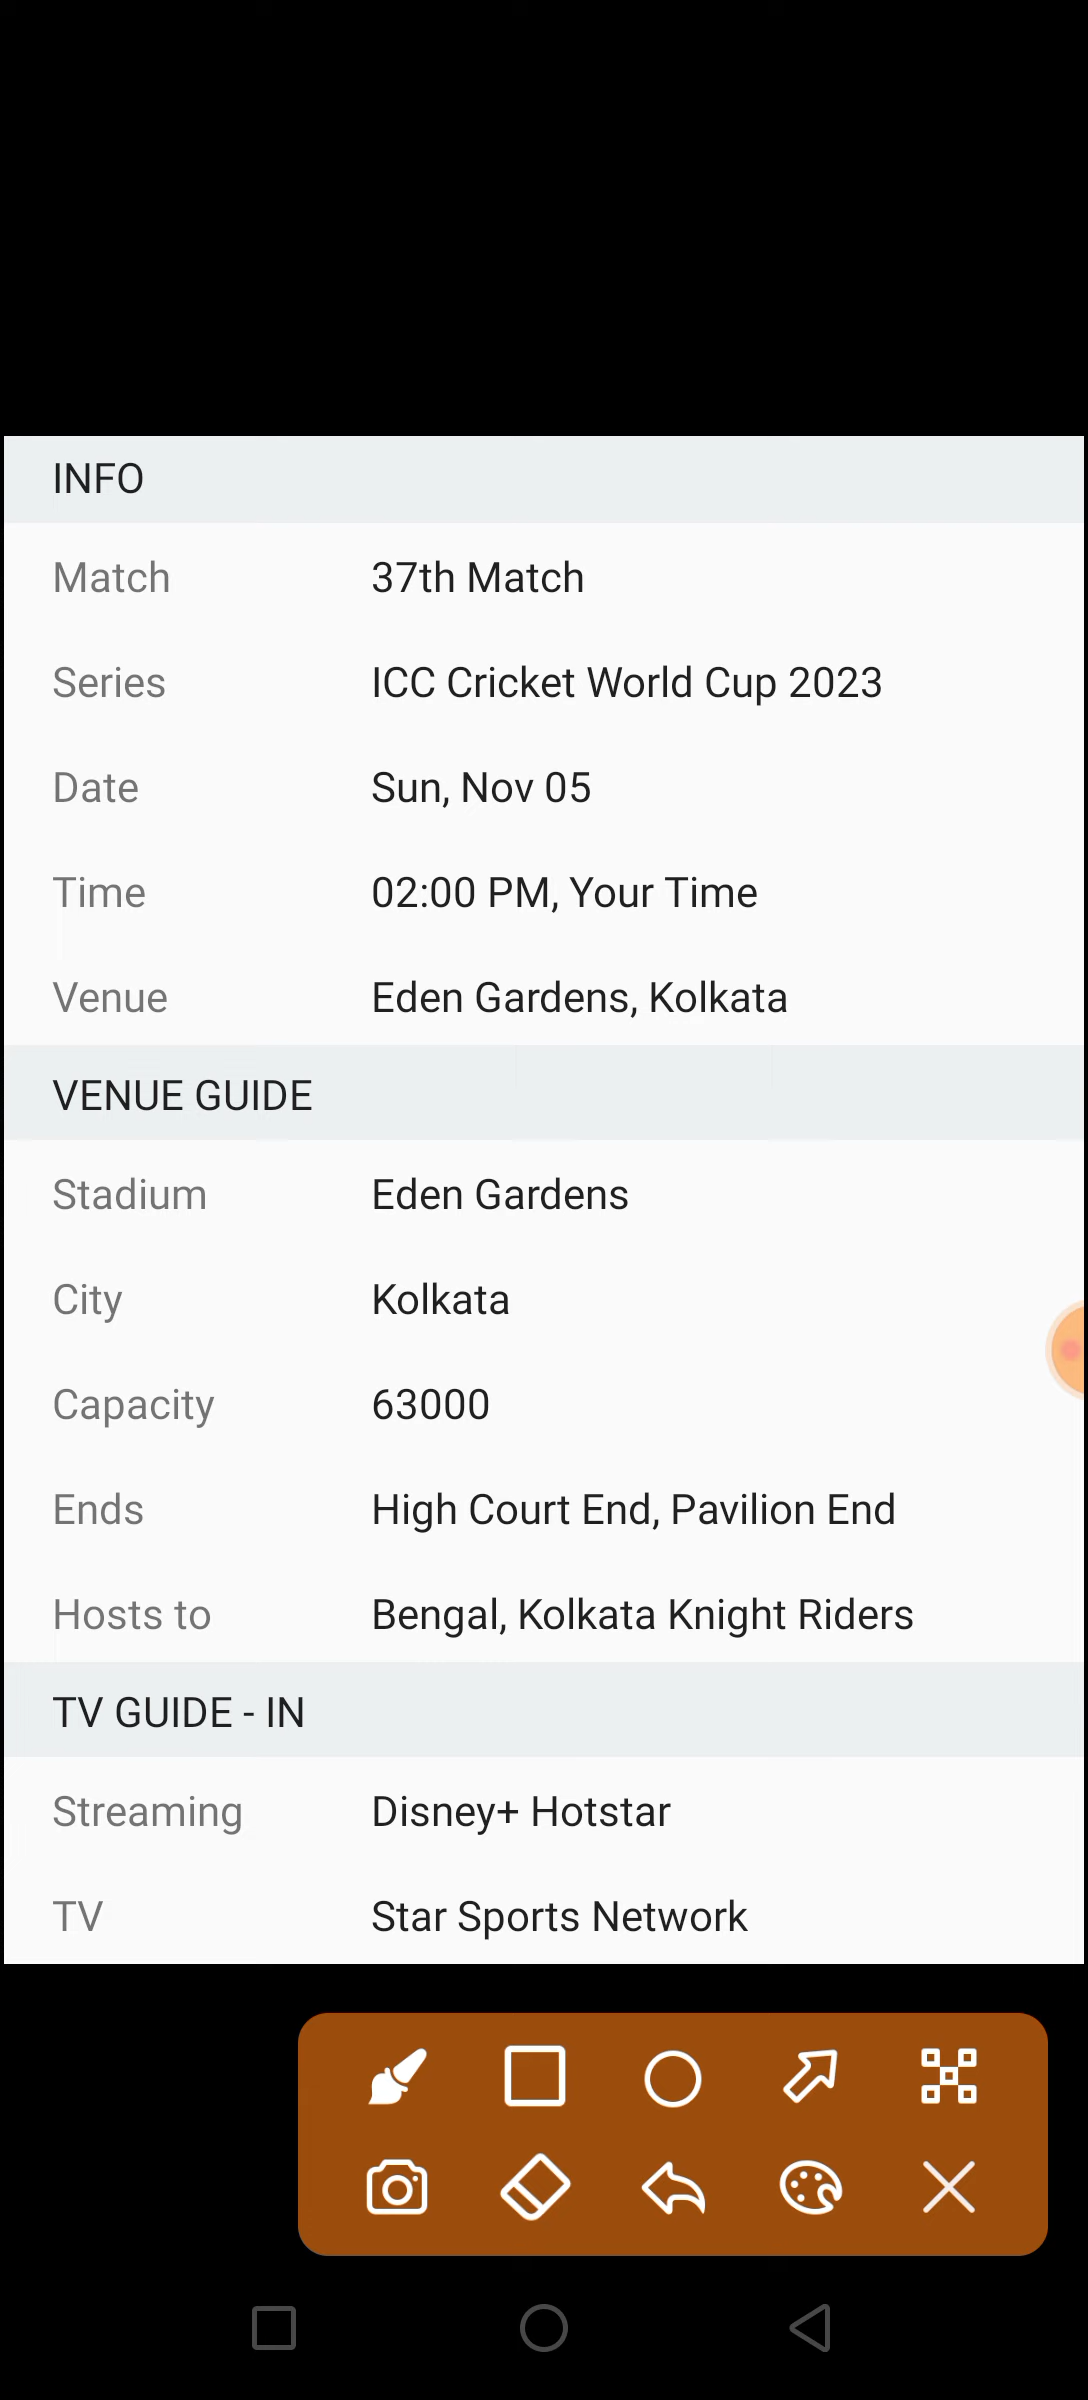 INFO
Match 37th Match
Series ICC Cricket World Cup 2023
Date Sun, Nov 05
Time 02:00 PM, Your Time
Venue Eden Gardens, Kolkata
VENUE GUIDE
Stadium Eden Gardens
City Kolkata
Capacity 63000
Ends High Court End, Pavilion End
Hosts to Bengal, Kolkata Knight Riders
TV GUIDE - IN
Streaming Disney+ Hotstar
TV Star Sports Network